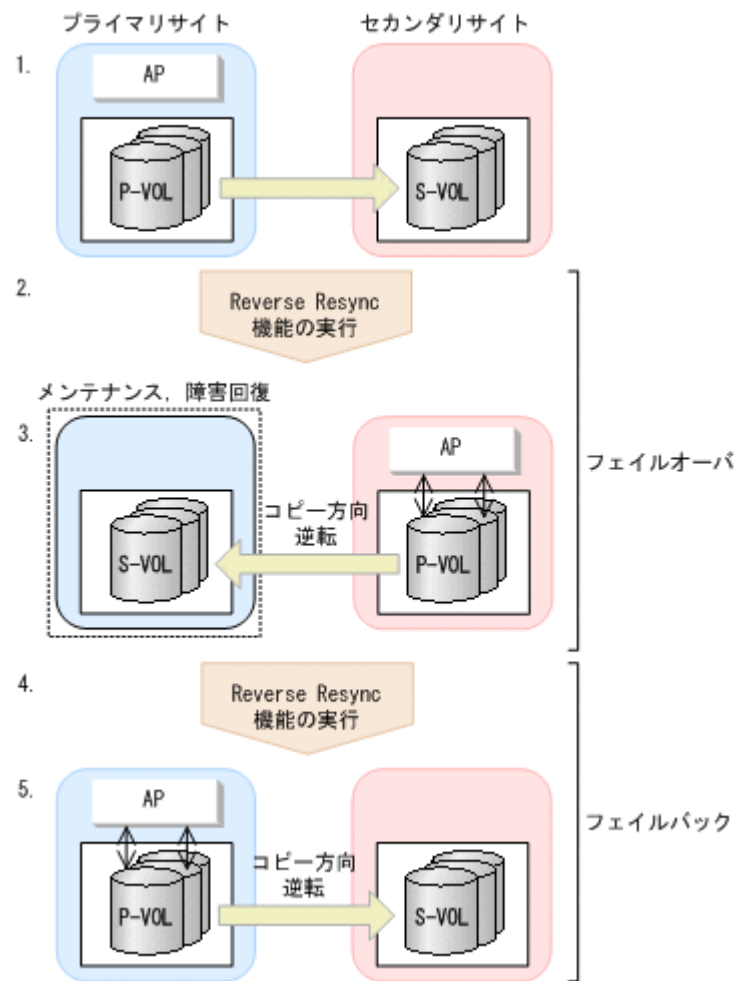 プライマリサイト
セカンダリサイト
1.
AP
P-VOL
S-VOL
2.
Reverse Resync
機能の実行
メンテナンス，障害回復
3.
AP
コピー方向
逆転
S-VOL
P-VOL
フェイルオーバ
4.
Reverse Resync
機能の実行
5.
AP
コピー方向
逆転
P-VOL
S-VOL
フェイルバック